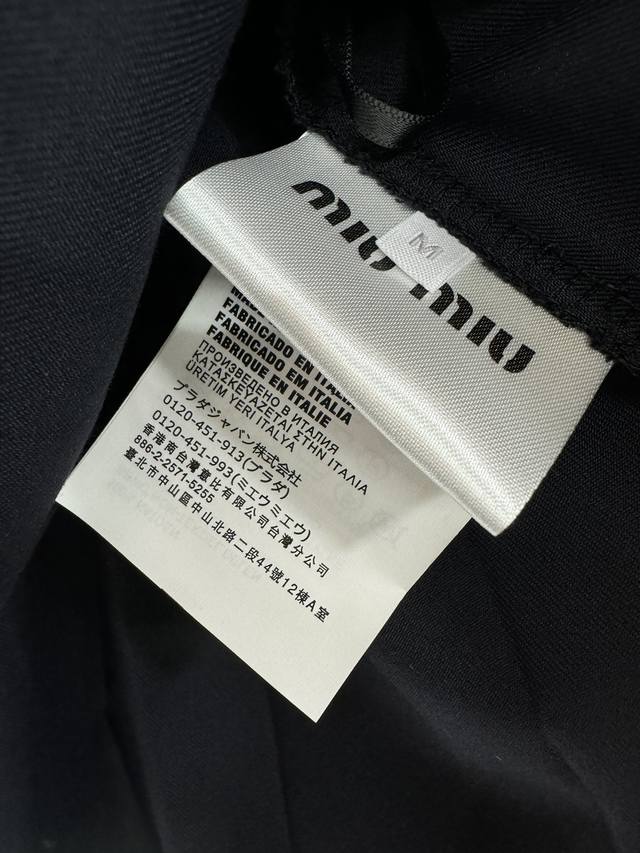 miu miu
M
FABRICADO EN ITALIA
FABRICADO EM ITALIA
FABRIQUE EN ITALIE
ПРОИЗВЕДЕНО В ИТАЛИЯ
ΚΑΤΑΣΚΕΥΑΖΕΤΑΙ ΣΤΗΝ ΙΤΑΛΙΑ
ÜRETIM YERI ITALYA
プラダジャパン株式会社
0120-451-913(プラダ)
0120-451-993(ミュウミュウ)
香港商台灣意比有限公司台灣分公司
886-2-2571-5255
臺北市中山區中山北路二段44號12樓A室